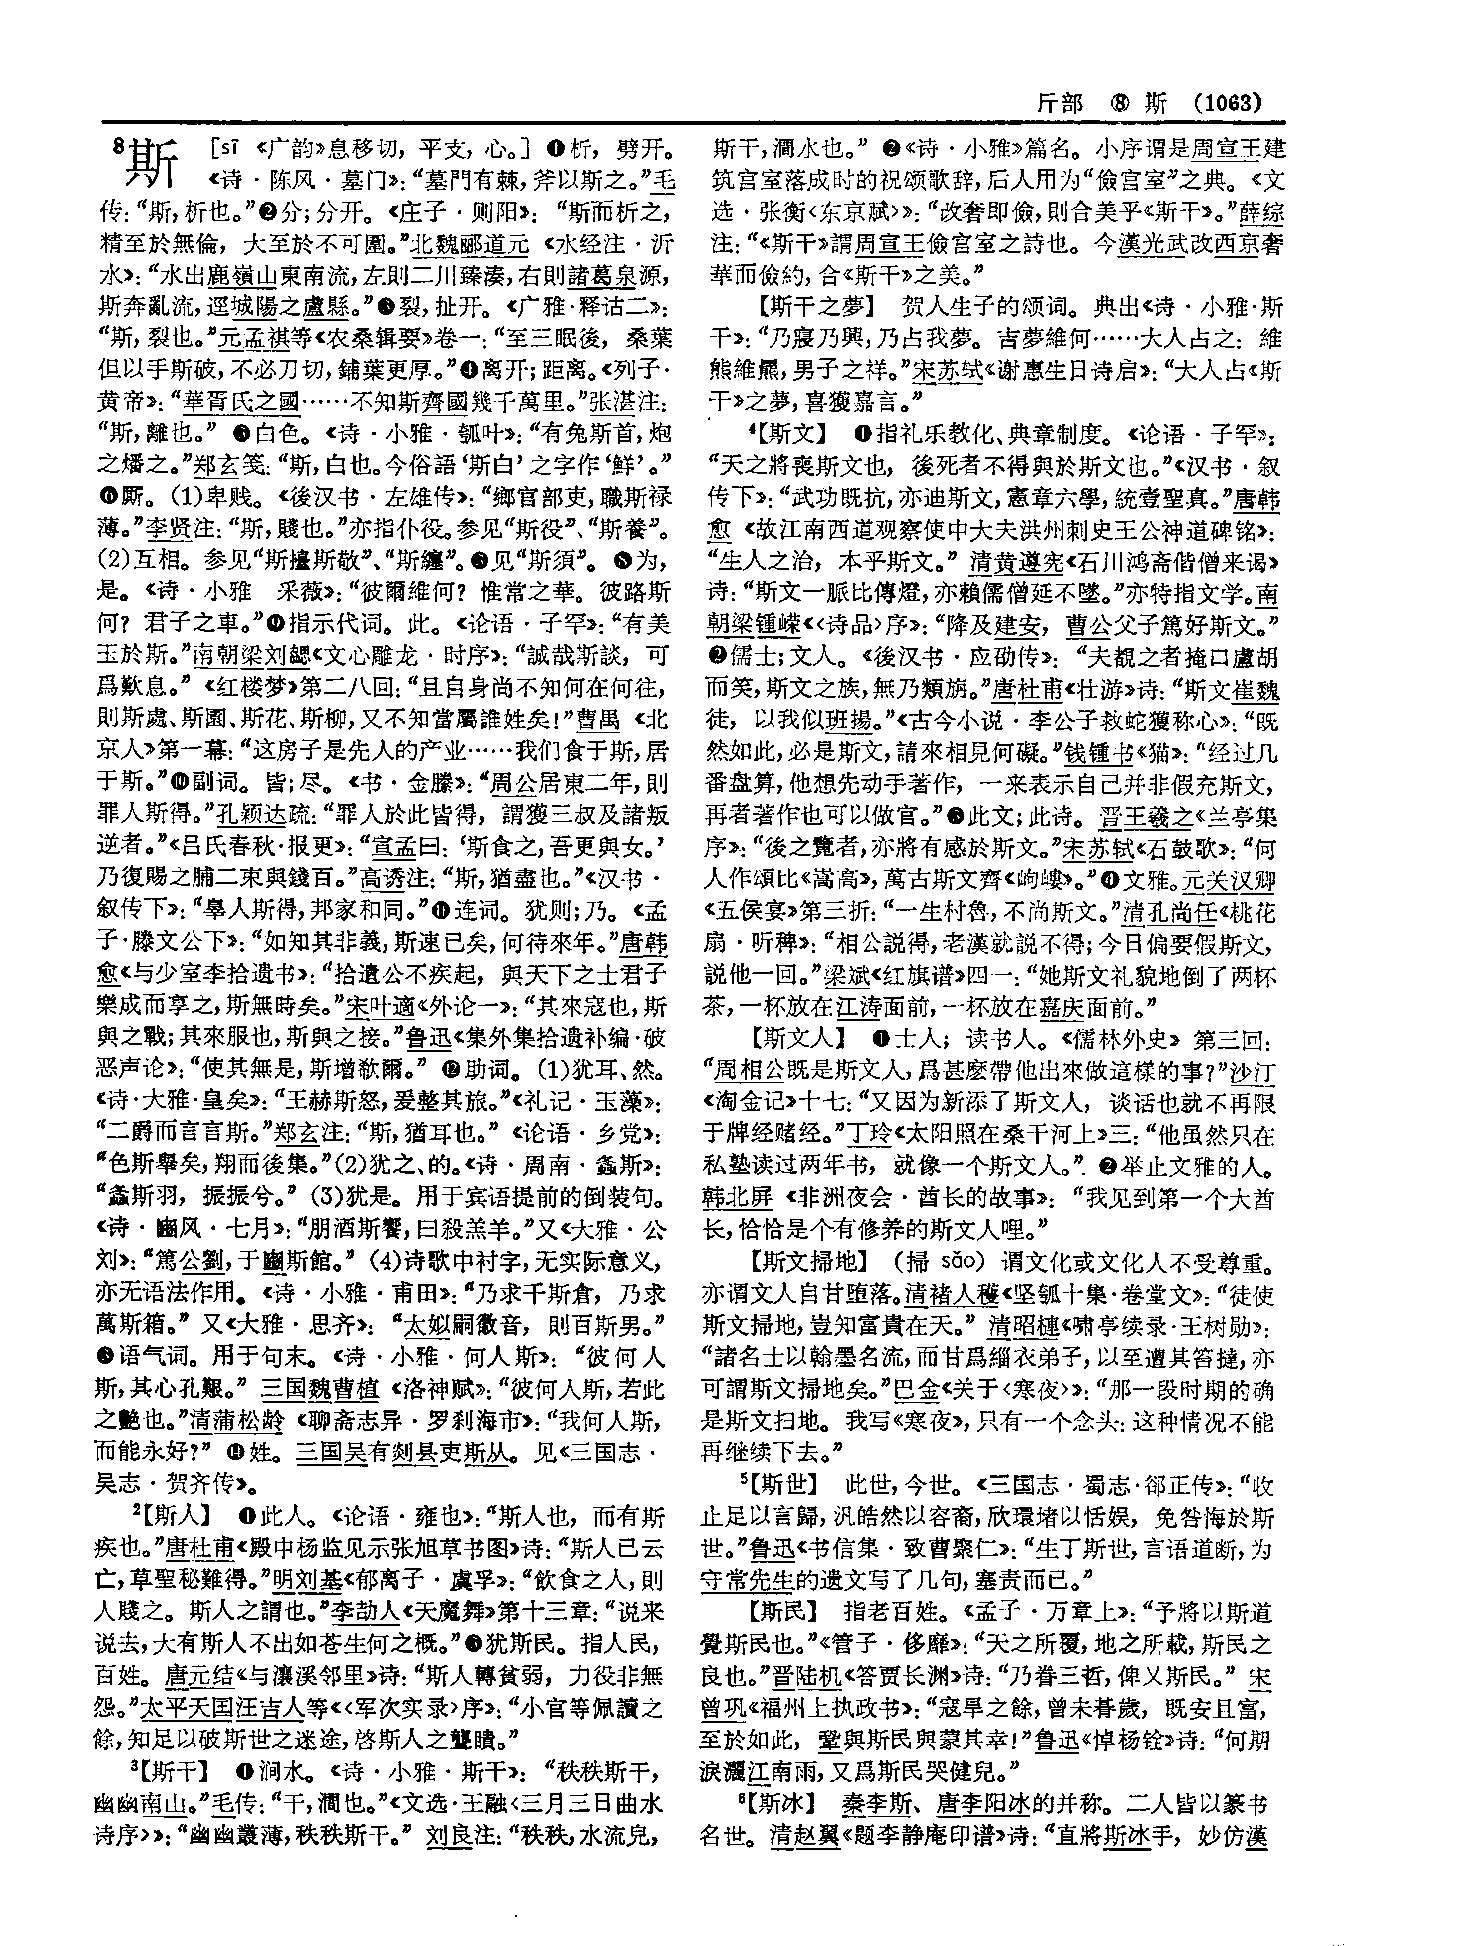 斤部 ⑧ 斯 (1063)
8斯 [sī 《广韵》息移切，平支，心。] ❶析，劈开。
《诗·陈风·墓门》：“墓門有棘，斧以斯之。”毛
传：“斯，析也。”❷分；分开。《庄子·则阳》：“斯而析之，
精至於無倫，大至於不可圍。”北魏郦道元《水经注·沂
水》：“水出鹿嶺山東南流，左則二川臻湊，右則諸葛泉源，
斯奔亂流，逕城陽之盧縣。”❸裂，扯开。《广雅·释诂二》：
“斯，裂也。”元孟祺等《农桑辑要》卷一：“至三眠後，桑葉
但以手斯破，不必刀切，鋪葉更厚。”❹离开；距离。《列子·
黄帝》：“華胥氏之國……不知斯齊國幾千萬里。”张湛注：
“斯，離也。” ❺白色。《诗·小雅·瓠叶》：“有兔斯首，炮
之燔之。”郑玄笺：“斯，白也。今俗語‘斯白’之字作‘鮮’。”
❻厮。(1)卑贱。《後汉书·左雄传》：“鄉官部吏，職斯禄
薄。”李贤注：“斯，賤也。”亦指仆役。参见“斯役”、“斯養”。
(2)互相。参见“斯擡斯敬”、“斯纏”。❼见“斯須”。 ❽为，
是。《诗·小雅 采薇》：“彼爾維何？惟常之華。彼路斯
何？君子之車。”❾指示代词。此。《论语·子罕》：“有美
玉於斯。”南朝梁刘勰《文心雕龙·时序》：“誠哉斯談，可
爲歎息。”《红楼梦》第二八回：“且自身尚不知何在何往，
則斯處、斯園、斯花、斯柳，又不知當屬誰姓矣！”曹禺《北
京人》第一幕：“这房子是先人的产业……我们食于斯，居
于斯。”❿副词。皆；尽。《书·金縢》：“周公居東二年，則
罪人斯得。”孔颖达疏：“罪人於此皆得，謂獲三叔及諸叛
逆者。”《吕氏春秋·报更》：“宣孟曰：‘斯食之，吾更與女。’
乃復賜之脯二束與錢百。”高诱注：“斯，猶盡也。”《汉书·
叙传下》：“辠人斯得，邦家和同。”⓫连词。犹则；乃。《孟
子·滕文公下》：“如知其非義，斯速已矣，何待來年。”唐韩
愈《与少室李拾遗书》：“拾遺公不疾起，與天下之士君子
樂成而享之，斯無時矣。”宋叶適《外论一》：“其來寇也，斯
與之戰；其來服也，斯與之接。”鲁迅《集外集拾遗补编·破
恶声论》：“使其無是，斯增欷爾。” ⓬助词。(1)犹耳、然。
《诗·大雅·皇矣》：“王赫斯怒，爰整其旅。”《礼记·玉藻》：
“二爵而言言斯。”郑玄注：“斯，猶耳也。”《论语·乡党》：
“色斯舉矣，翔而後集。”(2)犹之、的。《诗·周南·螽斯》：
“螽斯羽，振振兮。” (3)犹是。用于宾语提前的倒装句。
《诗·豳风·七月》：“朋酒斯饗，曰殺羔羊。”又《大雅·公
刘》：“篤公劉，于豳斯館。” (4)诗歌中衬字，无实际意义，
亦无语法作用。《诗·小雅·甫田》：“乃求千斯倉，乃求
萬斯箱。”又《大雅·思齐》：“太姒嗣徽音，則百斯男。”
⓭语气词。用于句末。《诗·小雅·何人斯》：“彼何人
斯，其心孔艱。”三国魏曹植《洛神赋》：“彼何人斯，若此
之艷也。”清蒲松龄《聊斋志异·罗刹海市》：“我何人斯，
而能永好？” ⓮姓。三国吴有剡县吏斯从。见《三国志·
吴志·贺齐传》。
2【斯人】 ❶此人。《论语·雍也》：“斯人也，而有斯
疾也。”唐杜甫《殿中杨监见示张旭草书图》诗：“斯人已云
亡，草聖秘難得。”明刘基《郁离子·虞孚》：“飲食之人，則
人賤之。斯人之謂也。”李劼人《天魔舞》第十三章：“说来
说去，大有斯人不出如苍生何之概。”❷犹斯民。指人民，
百姓。唐元结《与瀼溪邻里》诗：“斯人轉貧弱，力役非無
怨。”太平天国汪吉人等《〈军次实录〉序》：“小官等佩讀之
餘，知足以破斯世之迷途，啓斯人之聾瞶。”
3【斯干】 ❶涧水。《诗·小雅·斯干》：“秩秩斯干，
幽幽南山。”毛传：“干，澗也。”《文选·王融〈三月三日曲水
诗序〉》：“幽幽叢薄，秩秩斯干。”刘良注：“秩秩，水流皃，
斯干，澗水也。” ❷《诗·小雅》篇名。小序谓是周宣王建
筑宫室落成时的祝颂歌辞，后人用为“儉宫室”之典。《文
选·张衡〈东京赋〉》：“改奢即儉，則合美乎《斯干》。”薛综
注：“《斯干》謂周宣王儉宫室之詩也。今漢光武改西京奢
華而儉約，合《斯干》之美。”
【斯干之夢】 贺人生子的颂词。典出《诗·小雅·斯
干》：“乃寢乃興，乃占我夢。吉夢維何……大人占之：維
熊維羆，男子之祥。”宋苏轼《谢惠生日诗启》：“大人占《斯
干》之夢，喜獲嘉言。”
4【斯文】 ❶指礼乐教化、典章制度。《论语·子罕》：
“天之將喪斯文也，後死者不得與於斯文也。”《汉书·叙
传下》：“武功既抗，亦迪斯文，憲章六學，統壹聖真。”唐韩
愈《故江南西道观察使中大夫洪州刺史王公神道碑铭》：
“生人之治，本乎斯文。”清黄遵宪《石川鸿斋偕僧来谒》
诗：“斯文一脈比傳燈，亦賴儒僧延不墜。”亦特指文学。南
朝梁锺嵘《〈诗品〉序》：“降及建安，曹公父子篤好斯文。”
❷儒士；文人。《後汉书·应劭传》：“夫覩之者掩口盧胡
而笑，斯文之族，無乃類旃。”唐杜甫《壮游》诗：“斯文崔魏
徒，以我似班揚。”《古今小说·李公子救蛇獲称心》：“既
然如此，必是斯文，請來相見何礙。”钱锺书《猫》：“经过几
番盘算，他想先动手著作，一来表示自己并非假充斯文，
再者著作也可以做官。”❸此文；此诗。晋王羲之《兰亭集
序》：“後之覽者，亦將有感於斯文。”宋苏轼《石鼓歌》：“何
人作頌比《嵩高》，萬古斯文齊《岣嶁》。”❹文雅。元关汉卿
《五侯宴》第三折：“一生村魯，不尚斯文。”清孔尚任《桃花
扇·听稗》：“相公説得，老漢就説不得；今日偏要假斯文，
説他一回。”梁斌《红旗谱》四一：“她斯文礼貌地倒了两杯
茶，一杯放在江涛面前，一杯放在嘉庆面前。”
【斯文人】 ❶士人；读书人。《儒林外史》第三回：
“周相公既是斯文人，爲甚麼帶他出來做這樣的事？”沙汀
《淘金记》十七：“又因为新添了斯文人，谈话也就不再限
于牌经赌经。”丁玲《太阳照在桑干河上》三：“他虽然只在
私塾读过两年书，就像一个斯文人。”❷举止文雅的人。
韩北屏《非洲夜会·酋长的故事》：“我见到第一个大酋
长，恰恰是个有修养的斯文人哩。”
【斯文掃地】 （掃 sǎo）谓文化或文化人不受尊重。
亦谓文人自甘堕落。清褚人穫《坚瓠十集·卷堂文》：“徒使
斯文掃地，豈知富貴在天。”清昭槤《啸亭续录·王树勋》：
“諸名士以翰墨名流，而甘爲緇衣弟子，以至遭其笞撻，亦
可謂斯文掃地矣。”巴金《关于〈寒夜〉》：“那一段时期的确
是斯文扫地。我写《寒夜》，只有一个念头：这种情况不能
再继续下去。”
5【斯世】 此世，今世。《三国志·蜀志·郤正传》：“收
止足以言歸，汎皓然以容裔，欣環堵以恬娱，免咎悔於斯
世。”鲁迅《书信集·致曹聚仁》：“生丁斯世，言语道断，为
守常先生的遗文写了几句，塞责而已。”
【斯民】 指老百姓。《孟子·万章上》：“予將以斯道
覺斯民也。”《管子·侈靡》：“天之所覆，地之所載，斯民之
良也。”晋陆机《答贾长渊》诗：“乃眷三哲，俾乂斯民。”宋
曾巩《福州上执政书》：“寇旱之餘，曾未朞歲，既安且富，
至於如此，鞏與斯民與蒙其幸！”鲁迅《悼杨铨》诗：“何期
淚灑江南雨，又爲斯民哭健兒。”
6【斯冰】 秦李斯、唐李阳冰的并称。二人皆以篆书
名世。清赵翼《题李静庵印谱》诗：“直將斯冰手，妙仿漢